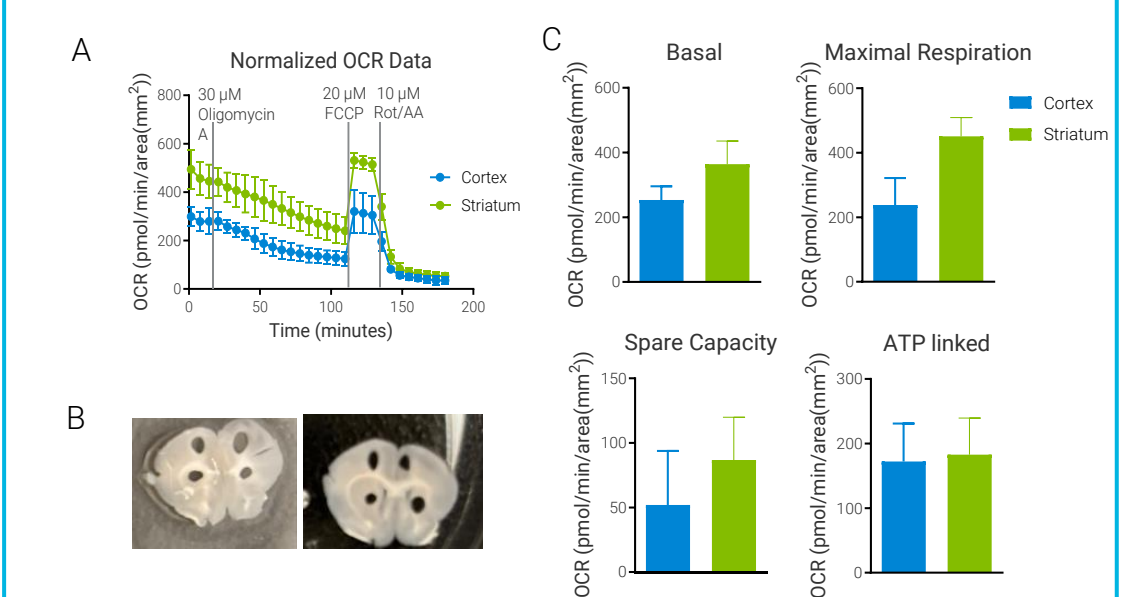 A
Normalized OCR Data
OCR (pmol/min/area(mm²))
800
600
400
200
0
30 µM
Oligomycin
A
20 µM
FCCP
10 µM
Rot/AA
Cortex
Striatum
0
50
100
150
200
Time (minutes)
B
C
Basal
OCR (pmol/min/area(mm²))
600
400
200
0
Maximal Respiration
OCR (pmol/min/area(mm²))
600
400
200
0
Cortex
Striatum
Spare Capacity
OCR (pmol/min/area(mm²))
150
100
50
0
ATP linked
OCR (pmol/min/area(mm²))
300
200
100
0